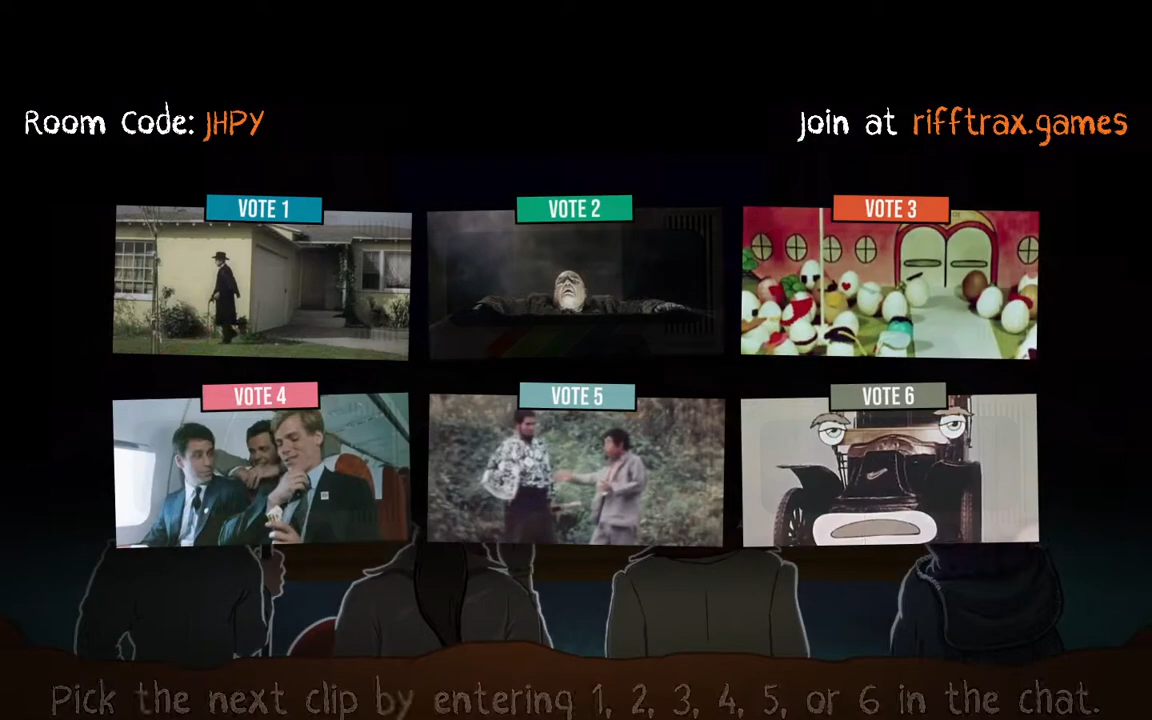 Room Code: JHPY
Join at rifftrax.games
VOTE 1
VOTE 2
VOTE 3
VOTE 4
VOTE 5
VOTE 6
Pick the next clip by entering 1, 2, 3, 4, 5, or 6 in the chat.